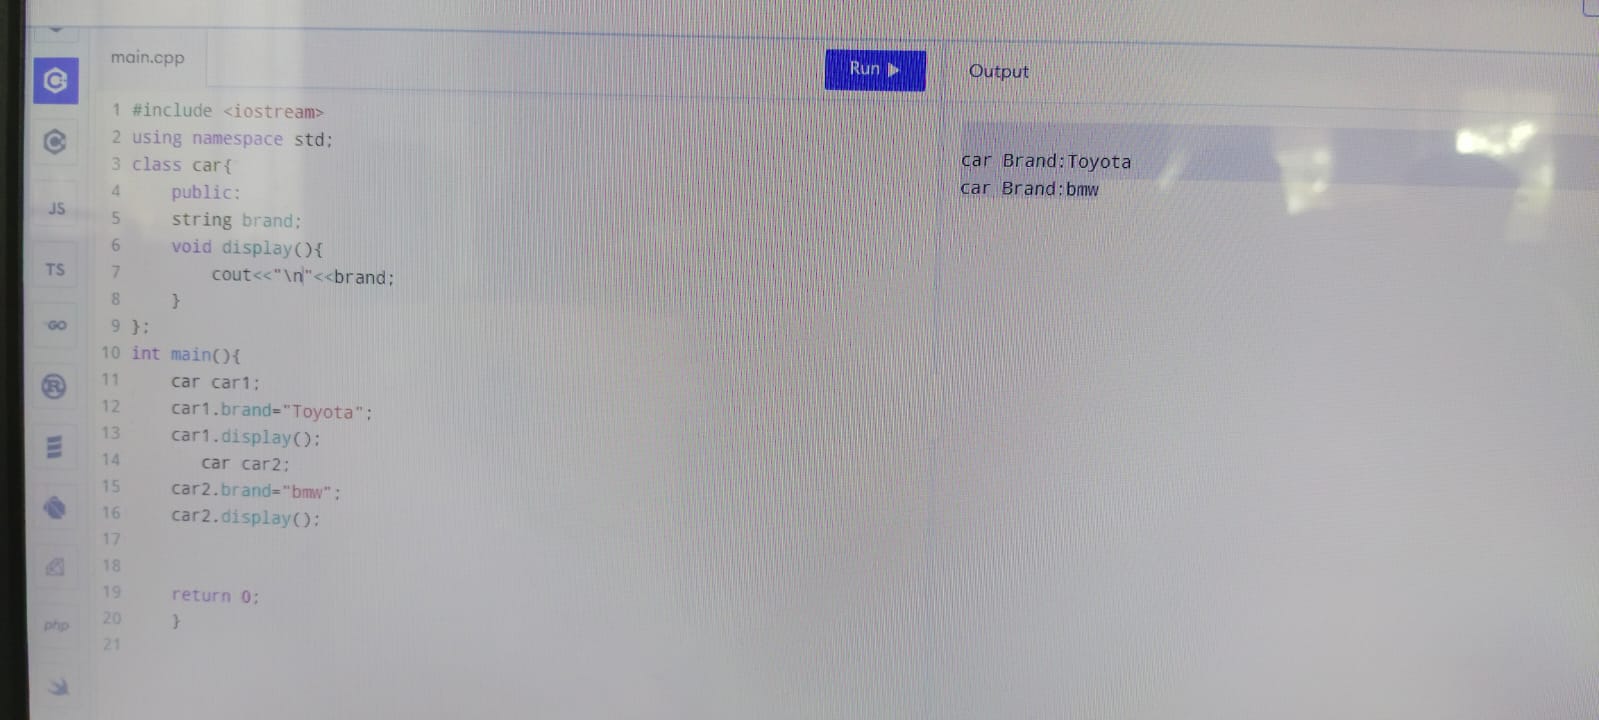 main.cpp
Run
Output
JS
TS
GO
php
1 #include <iostream>
2 using namespace std;
3 class car{
4     public:
5     string brand;
6     void display(){
7         cout<<"\n"<<brand;
8     }
9 };
10 int main(){
11     car car1;
12     car1.brand="Toyota";
13     car1.display();
14        car car2;
15     car2.brand="bmw";
16     car2.display();
17
18
19     return 0;
20     }
21
car Brand:Toyota
car Brand:bmw